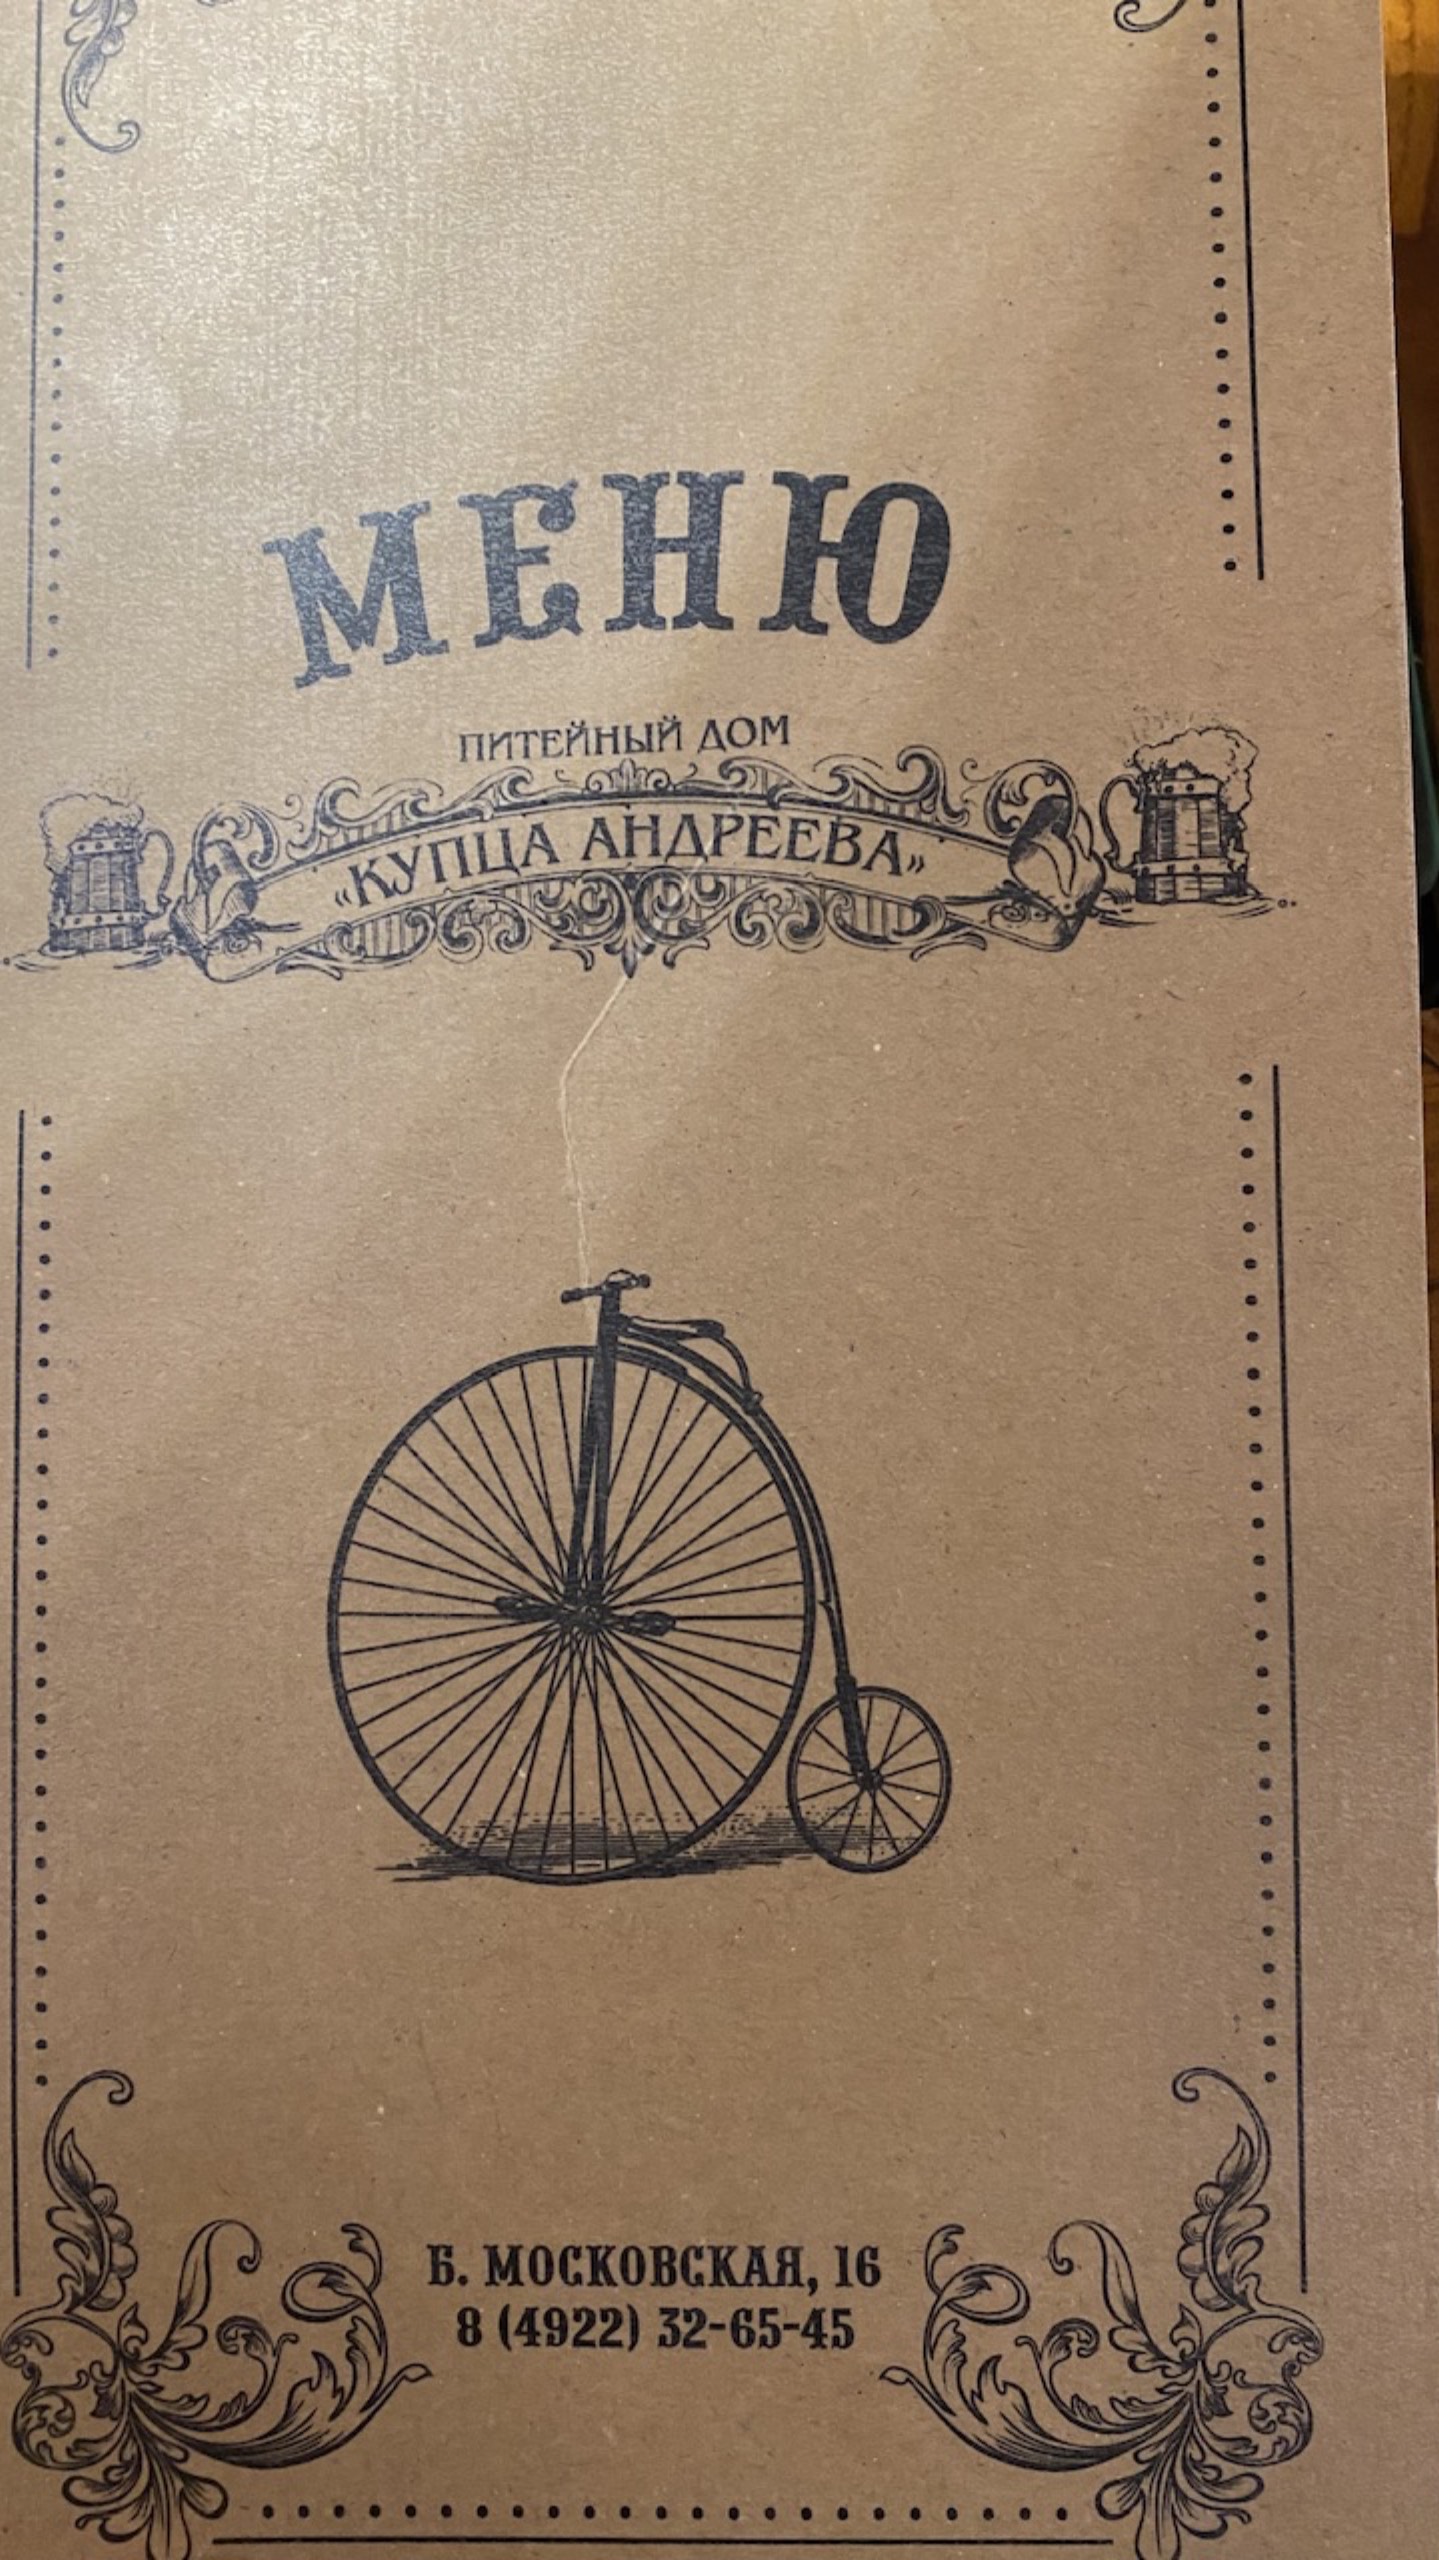 МЕНЮ
ПИТЕЙНЫЙ ДОМ
«КУПЦА АНДРЕЕВА»
Б. МОСКОВСКАЯ, 16
8 (4922) 32-65-45